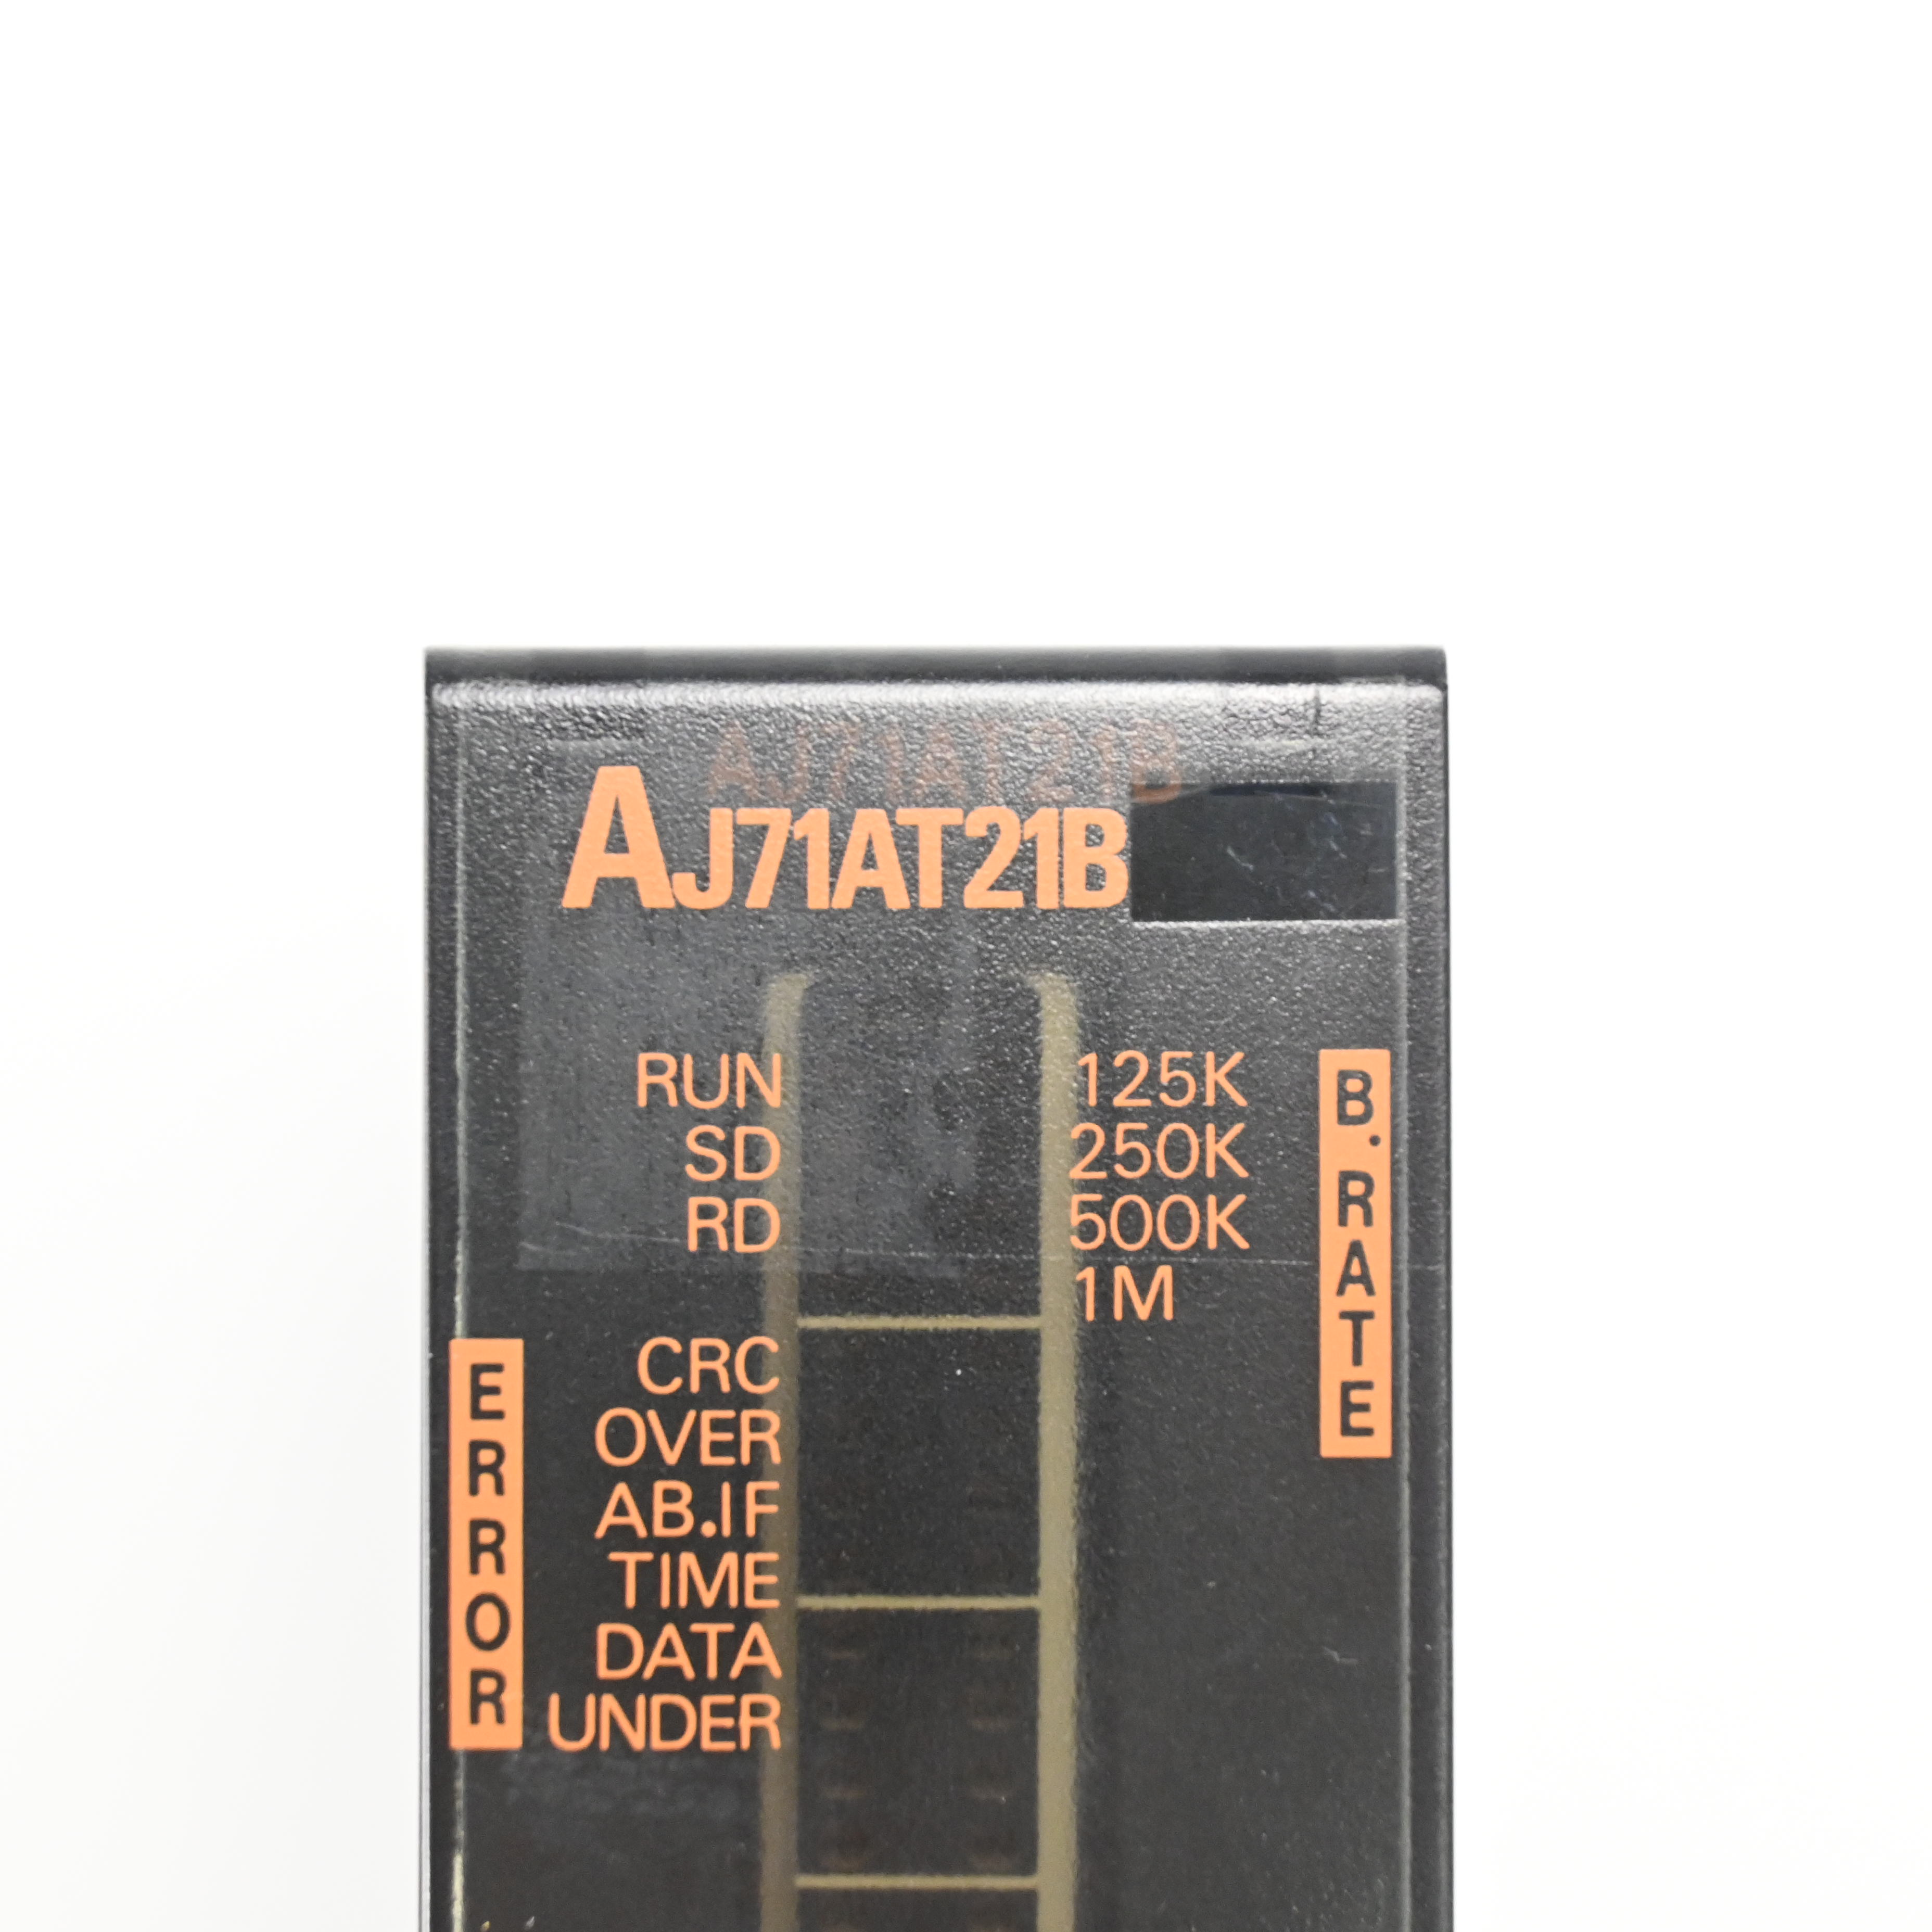 AJ71AT21B
AJ71AT21B
RUN 125K
SD 250K
RD 500K
1M
B.RATE
CRC
OVER
AB.IF
TIME
DATA
UNDER
ERROR